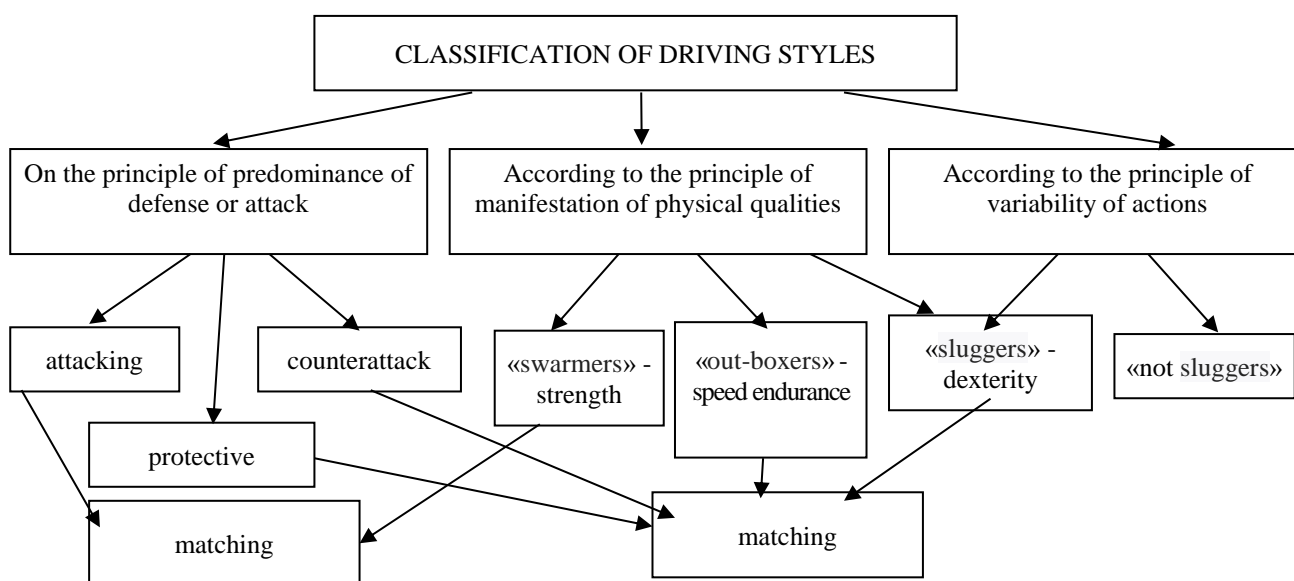 CLASSIFICATION OF DRIVING STYLES
On the principle of predominance of
defense or attack
According to the principle of
manifestation of physical qualities
According to the principle of
variability of actions
attacking
counterattack
«swarmers» -
strength
«out-boxers» -
speed endurance
«sluggers» -
dexterity
«not sluggers»
protective
matching
matching